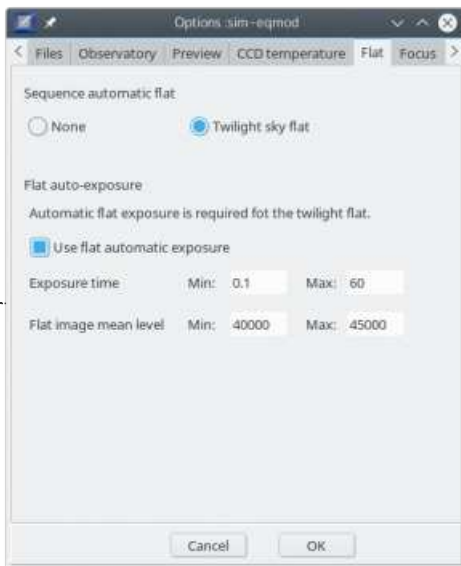 Options :sim-eqmod
Files Observatory Preview CCD temperature Flat Focus
Sequence automatic flat
None Twilight sky flat
Flat auto-exposure
Automatic flat exposure is required fot the twilight flat.
Use flat automatic exposure
Exposure time Min: 0.1 Max: 60
Flat image mean level Min: 40000 Max: 45000
Cancel OK